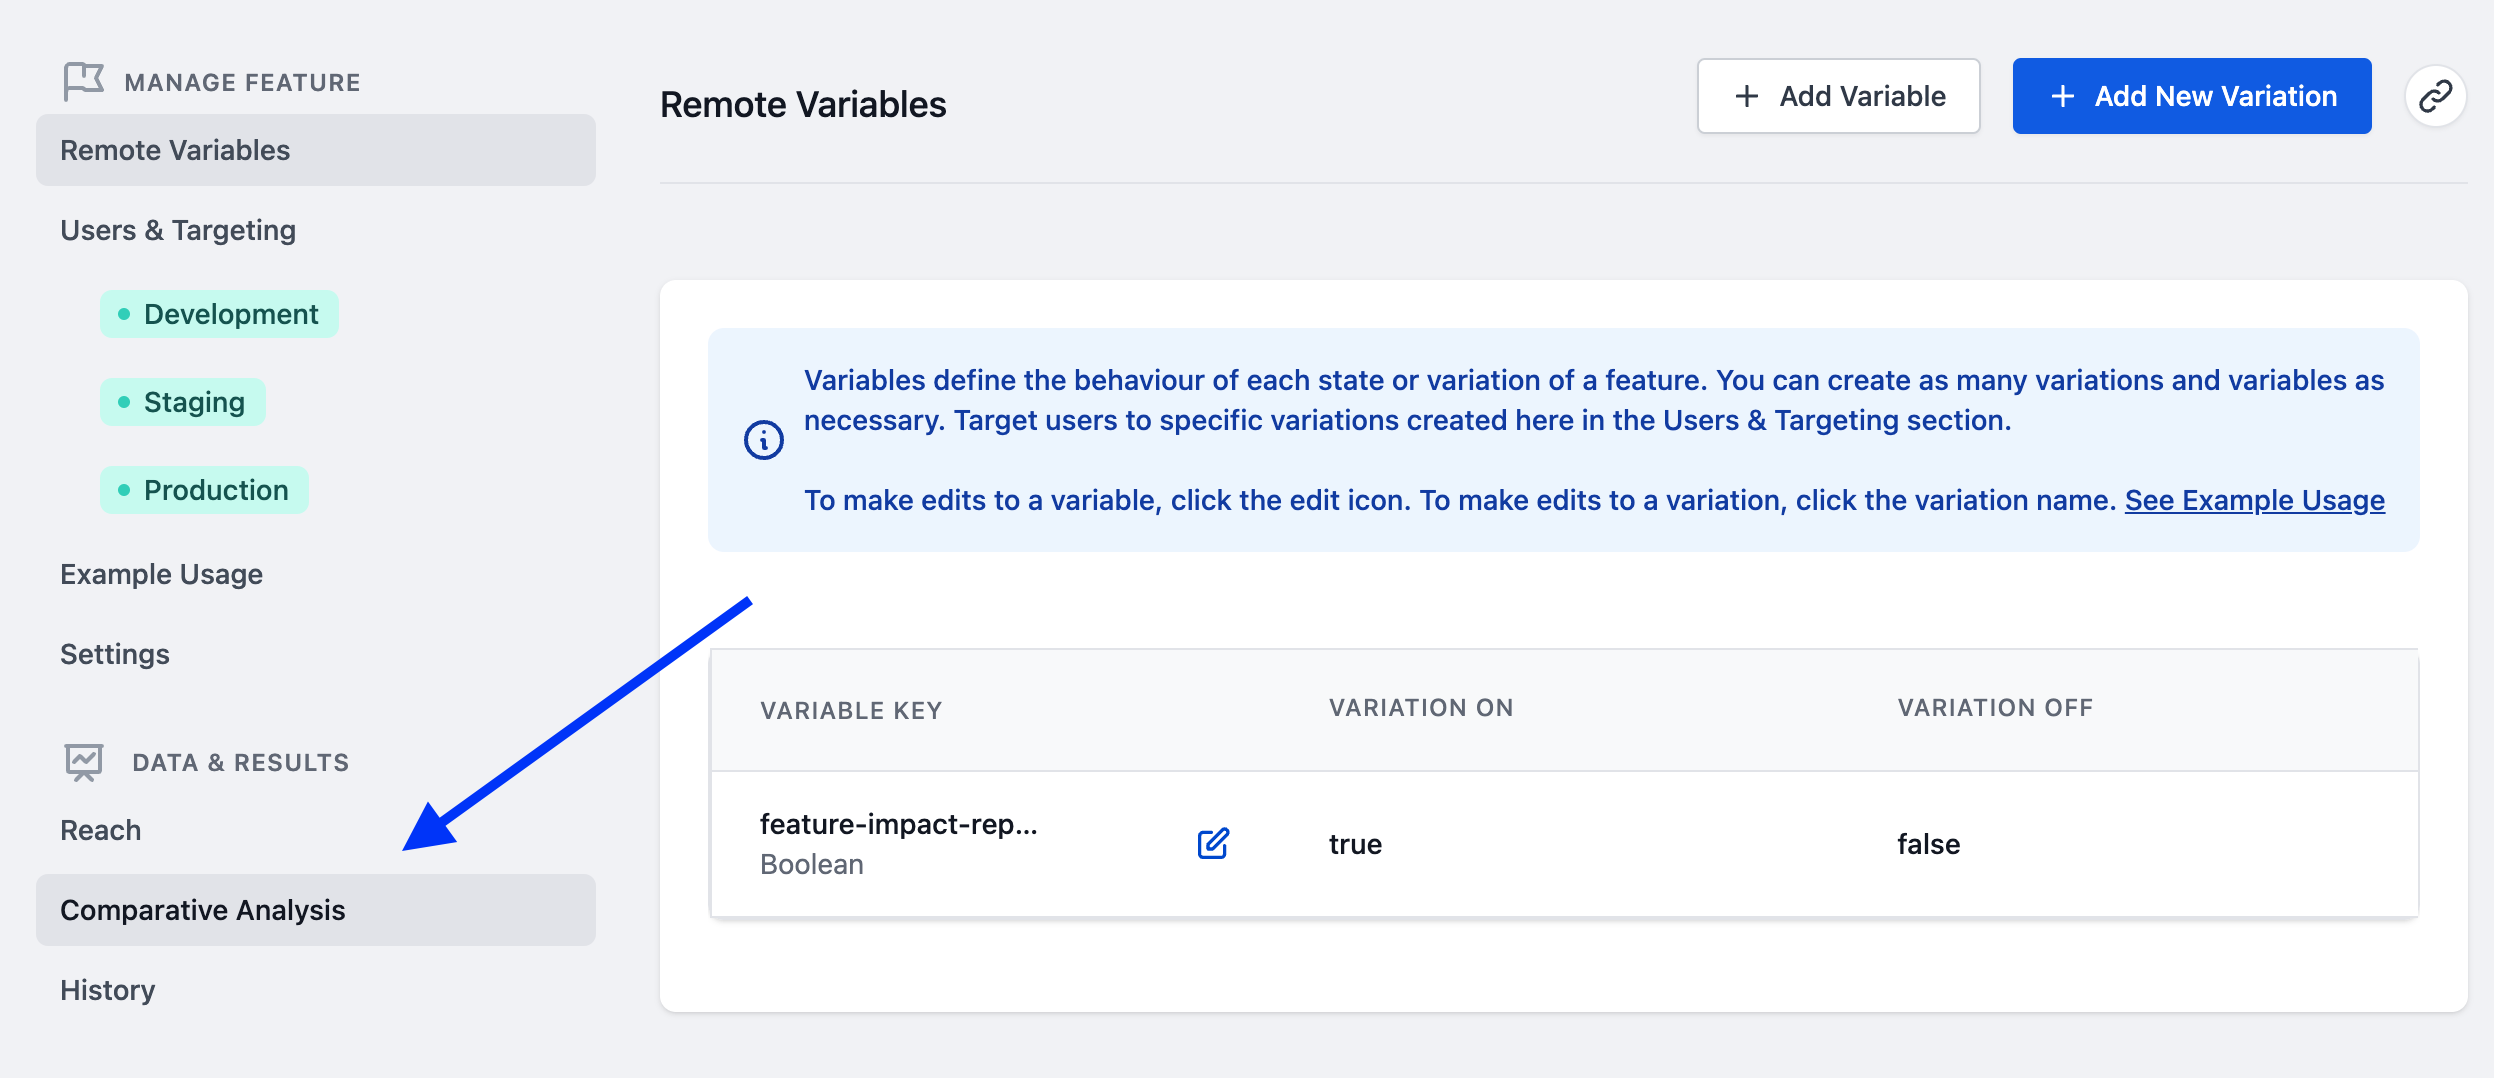 MANAGE FEATURE
Remote Variables
Users & Targeting
Development
Staging
Production
Example Usage
Settings
DATA & RESULTS
Reach
Comparative Analysis
History
Remote Variables
Add Variable
Add New Variation
Variables define the behaviour of each state or variation of a feature. You can create as many variations and variables as
necessary. Target users to specific variations created here in the Users & Targeting section.
To make edits to a variable, click the edit icon. To make edits to a variation, click the variation name. See Example Usage
VARIABLE KEY VARIATION ON VARIATION OFF
feature-impact-rep... true false
Boolean